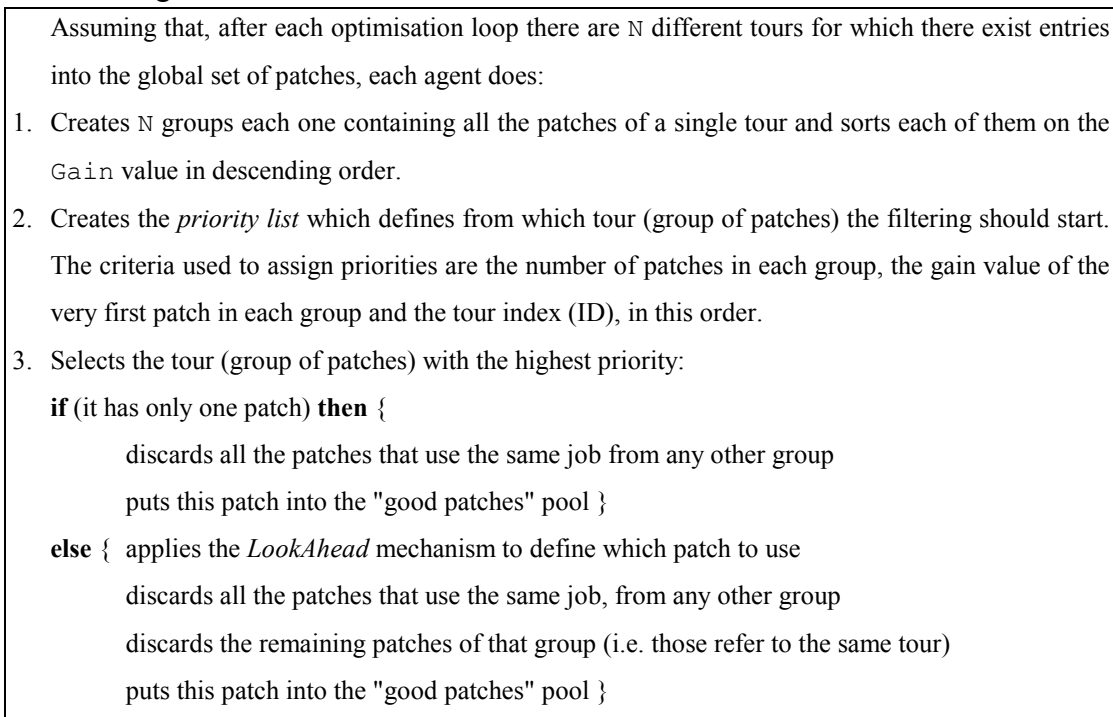 Assuming that, after each optimisation loop there are N different tours for which there exist entries
into the global set of patches, each agent does:
1. Creates N groups each one containing all the patches of a single tour and sorts each of them on the
Gain value in descending order.
2. Creates the priority list which defines from which tour (group of patches) the filtering should start.
The criteria used to assign priorities are the number of patches in each group, the gain value of the
very first patch in each group and the tour index (ID), in this order.
3. Selects the tour (group of patches) with the highest priority:
if (it has only one patch) then {
discards all the patches that use the same job from any other group
puts this patch into the "good patches" pool }
else { applies the LookAhead mechanism to define which patch to use
discards all the patches that use the same job, from any other group
discards the remaining patches of that group (i.e. those refer to the same tour)
puts this patch into the "good patches" pool }